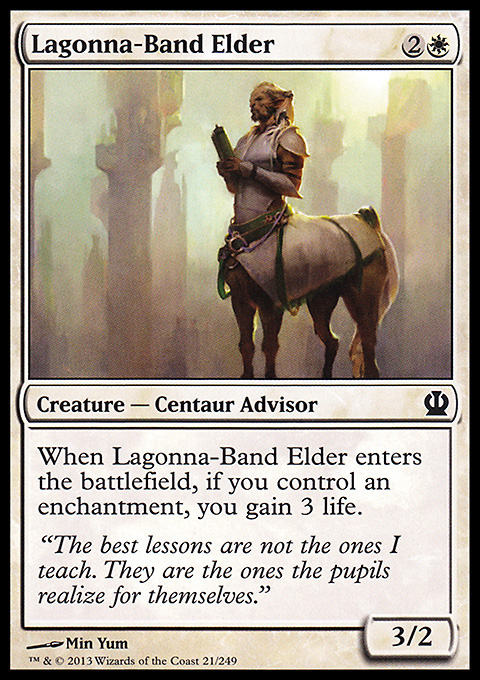 Lagonna-Band Elder 2
Creature — Centaur Advisor
When Lagonna-Band Elder enters
the battlefield, if you control an
enchantment, you gain 3 life.
“The best lessons are not the ones I
teach. They are the ones the pupils
realize for themselves.”
Min Yum
3/2
™ & © 2013 Wizards of the Coast 21/249